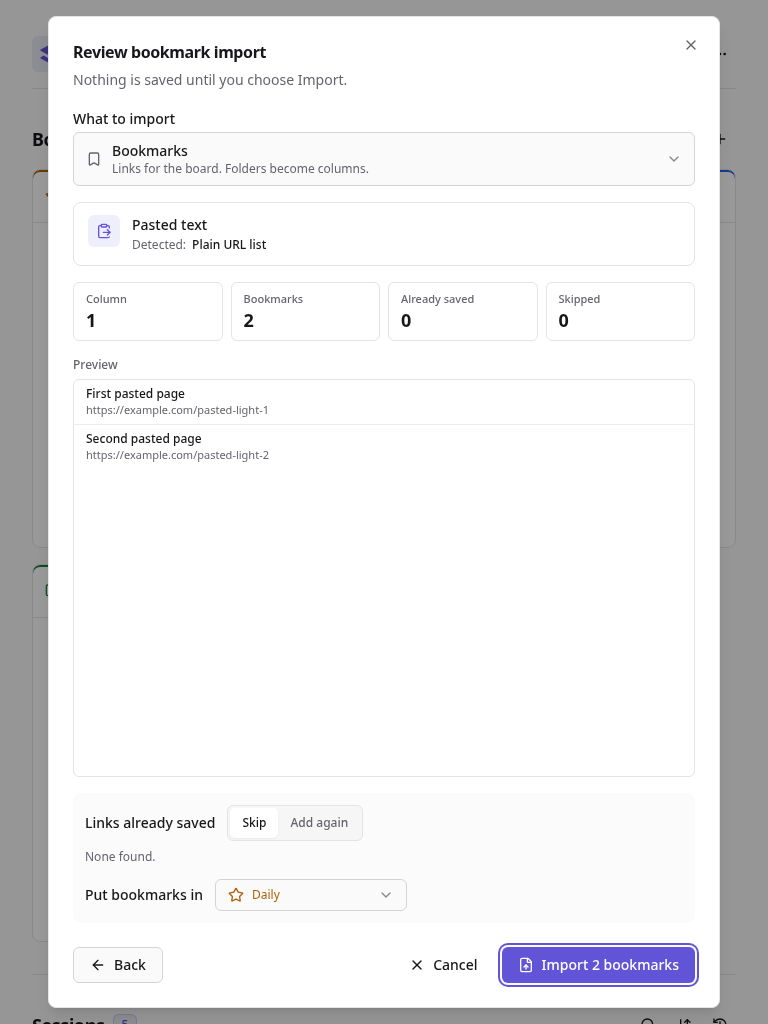 Review bookmark import
Nothing is saved until you choose Import.
What to import
Bookmarks
Links for the board. Folders become columns.
Pasted text
Detected: Plain URL list
Column
1
Bookmarks
2
Already saved
0
Skipped
0
Preview
First pasted page
https://example.com/pasted-light-1
Second pasted page
https://example.com/pasted-light-2
Links already saved
Skip
Add again
None found.
Put bookmarks in
Daily
Back
Cancel
Import 2 bookmarks
Sessions